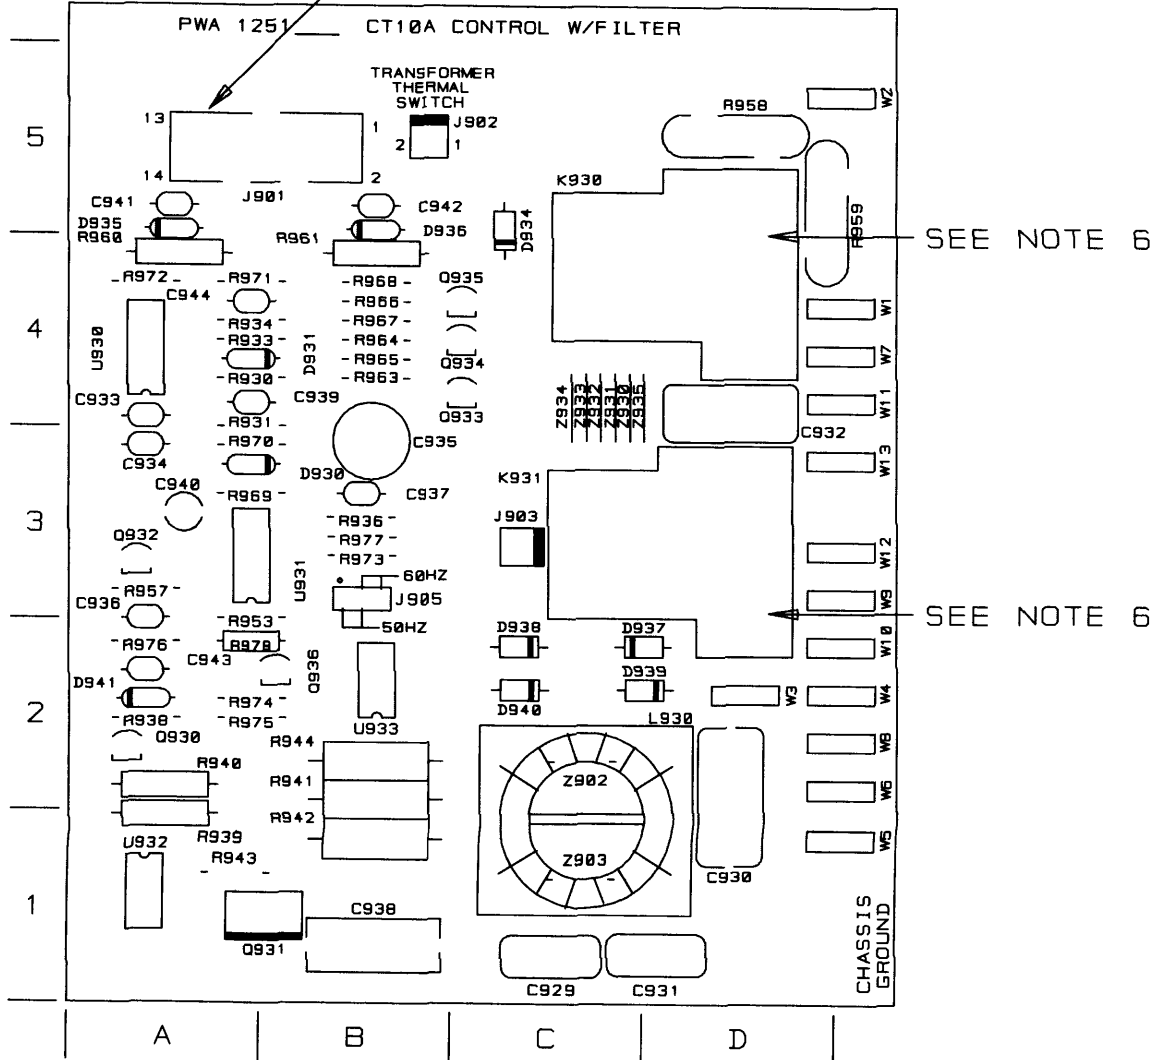 PWA 1251___ CT10A CONTROL W/FILTER
TRANSFORMER
THERMAL
SWITCH
J902
R958
W2
5
13
1
2
1
14
2
J901
K930
C941
C942
D935
D936
D934
R959
R960
R961
SEE NOTE 6
R972
R971
R968
Q935
C944
R966
W1
R934
R967
4
U930
R933
D931
R964
Q934
W7
R965
R930
R963
C933
C939
Q933
Z934
Z933
Z932
Z931
Z930
Z935
W11
R931
C932
R970
C935
C934
W13
D930
K931
C940
R969
C937
J903
3
R936
Q932
R977
R973
W12
U931
60HZ
R957
J905
W9
C936
SEE NOTE 6
R953
50HZ
D938
D937
R976
R978
W10
C943
Q936
D939
D941
W3
W4
2
R974
D940
R938
R975
L930
U933
Q930
R944
W8
R940
R941
Z902
W6
R942
U932
R939
W5
R943
Z903
C930
1
C938
CHASSIS
GROUND
Q931
C929
C931
A
B
C
D